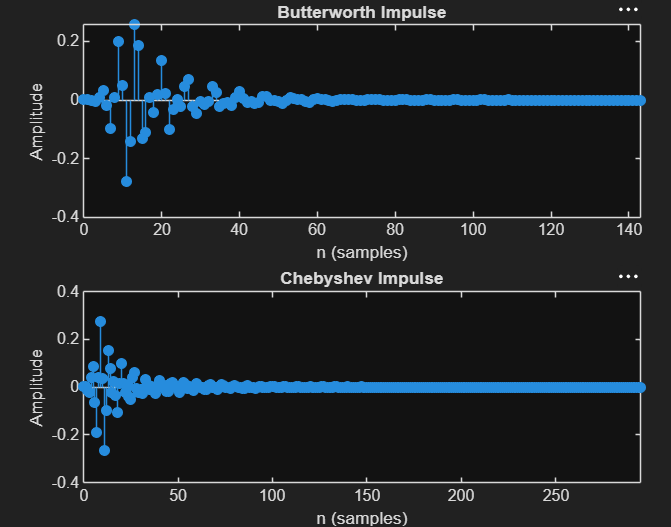 Butterworth Impulse
0.2
0
-0.2
-0.4
Amplitude
0 20 40 60 80 100 120 140
n (samples)
Chebyshev Impulse
0.4
0.2
0
-0.2
-0.4
Amplitude
0 50 100 150 200 250
n (samples)